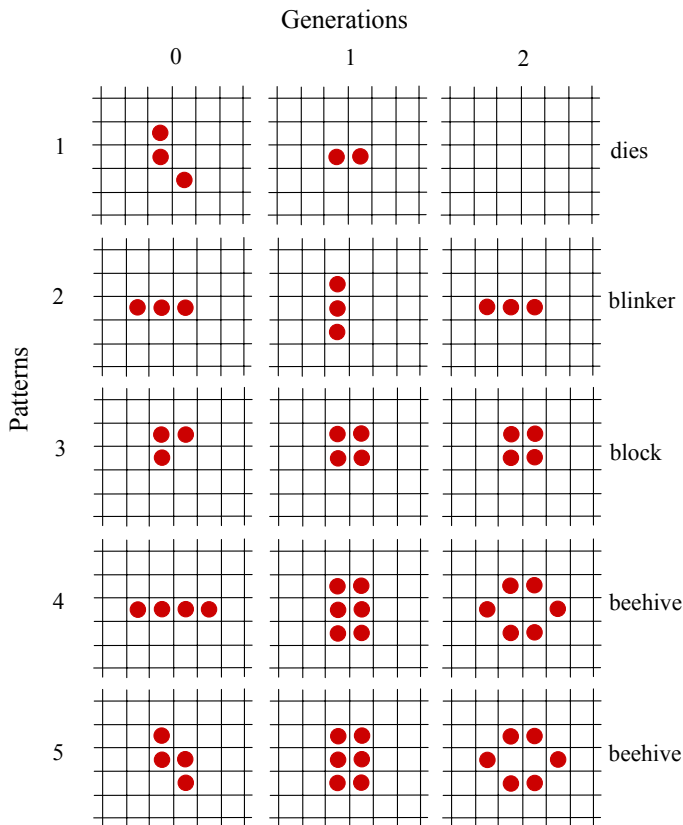 Generations
0 1 2
1 dies
2 blinker
Patterns
3 block
4 beehive
5 beehive